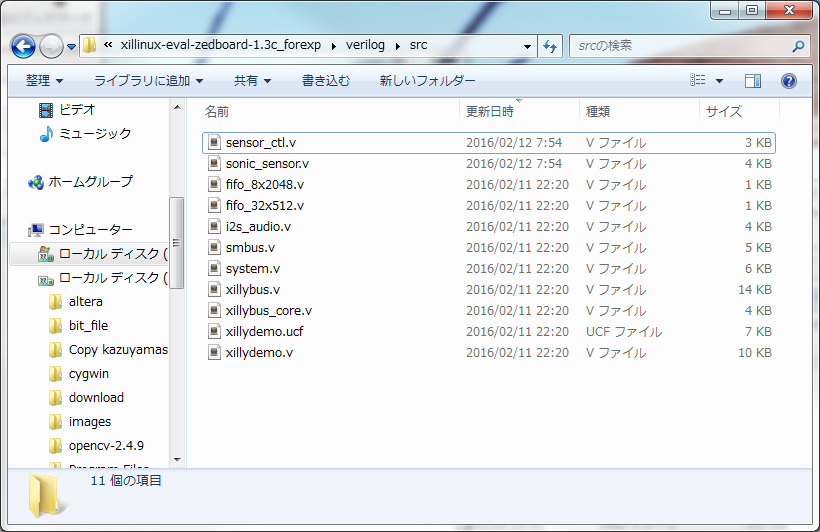 « xillinux-eval-zedboard-1.3c_forexp ▸ verilog ▸ src
srcの検索
整理 ライブラリに追加 共有 書き込む 新しいフォルダー
名前 更新日時 種類 サイズ
ビデオ
ミュージック
ホームグループ
コンピューター
ローカル ディスク (
ローカル ディスク (
altera
bit_file
Copy kazuyamas
cygwin
download
images
opencv-2.4.9
Program Files
sensor_ctl.v 2016/02/12 7:54 V ファイル 3 KB
sonic_sensor.v 2016/02/12 7:54 V ファイル 4 KB
fifo_8x2048.v 2016/02/11 22:20 V ファイル 1 KB
fifo_32x512.v 2016/02/11 22:20 V ファイル 1 KB
i2s_audio.v 2016/02/11 22:20 V ファイル 4 KB
smbus.v 2016/02/11 22:20 V ファイル 5 KB
system.v 2016/02/11 22:20 V ファイル 6 KB
xillybus.v 2016/02/11 22:20 V ファイル 14 KB
xillybus_core.v 2016/02/11 22:20 V ファイル 4 KB
xillydemo.ucf 2016/02/11 22:20 UCF ファイル 7 KB
xillydemo.v 2016/02/11 22:20 V ファイル 10 KB
11 個の項目